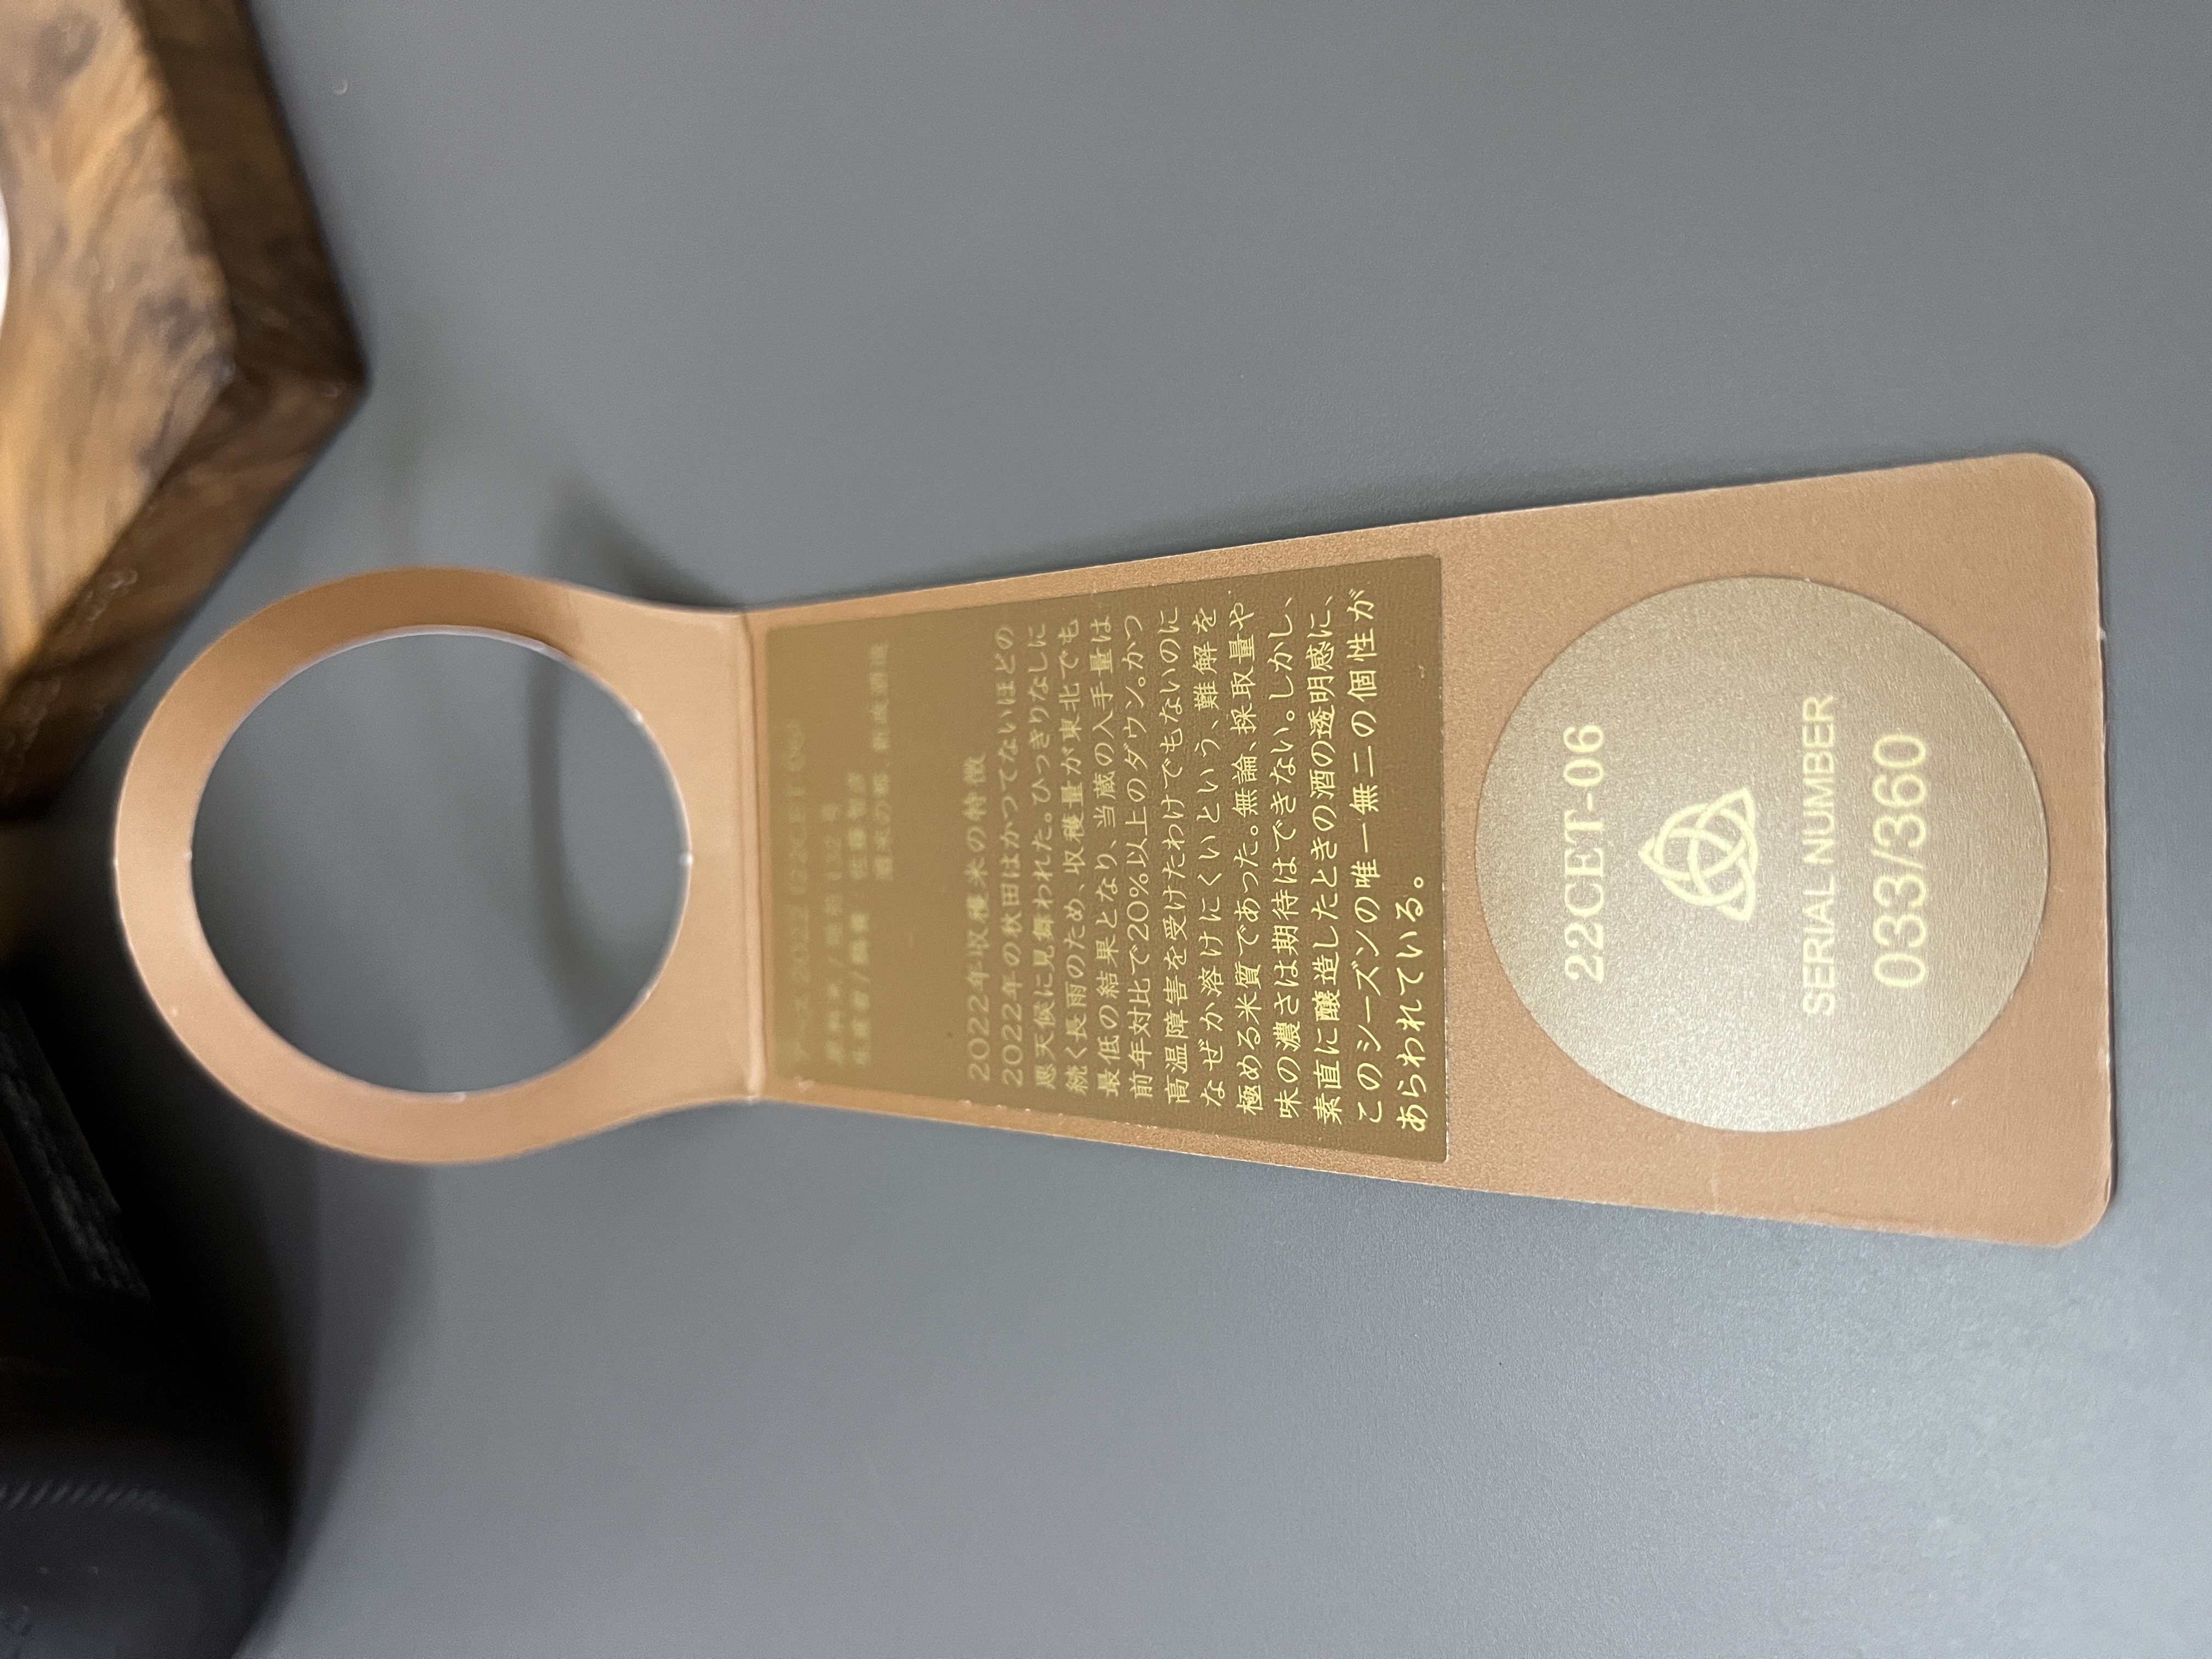 アース 2022 (22CET-06)
2022年収穫米の特徴
2022年の秋田はかつてないほどの
悪天候に見舞われた。ひっきりなしに
続く長雨のため、収穫量が東北でも
最低の結果となり、当蔵の入手量は
前年対比で20%以上のダウン。かつ
高温障害を受けたわけでもないのに
なぜか溶けにくいという、難解を
極める米質であった。無論、採取量や
味の濃さは期待はできない。しかし、
素直に醸造したときの酒の透明感に、
このシーズンの唯一無二の個性が
あらわれている。
22CET-06
SERIAL NUMBER
033/360